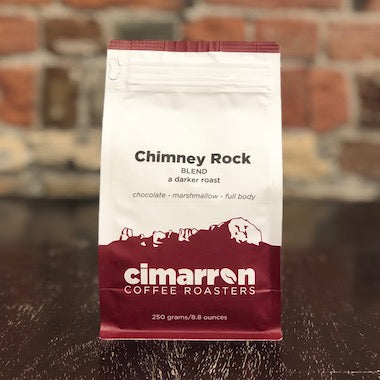 Chimney Rock
BLEND
a darker roast
chocolate - marshmallow - full body
cimarron
COFFEE ROASTERS
250 grams/8.8 ounces